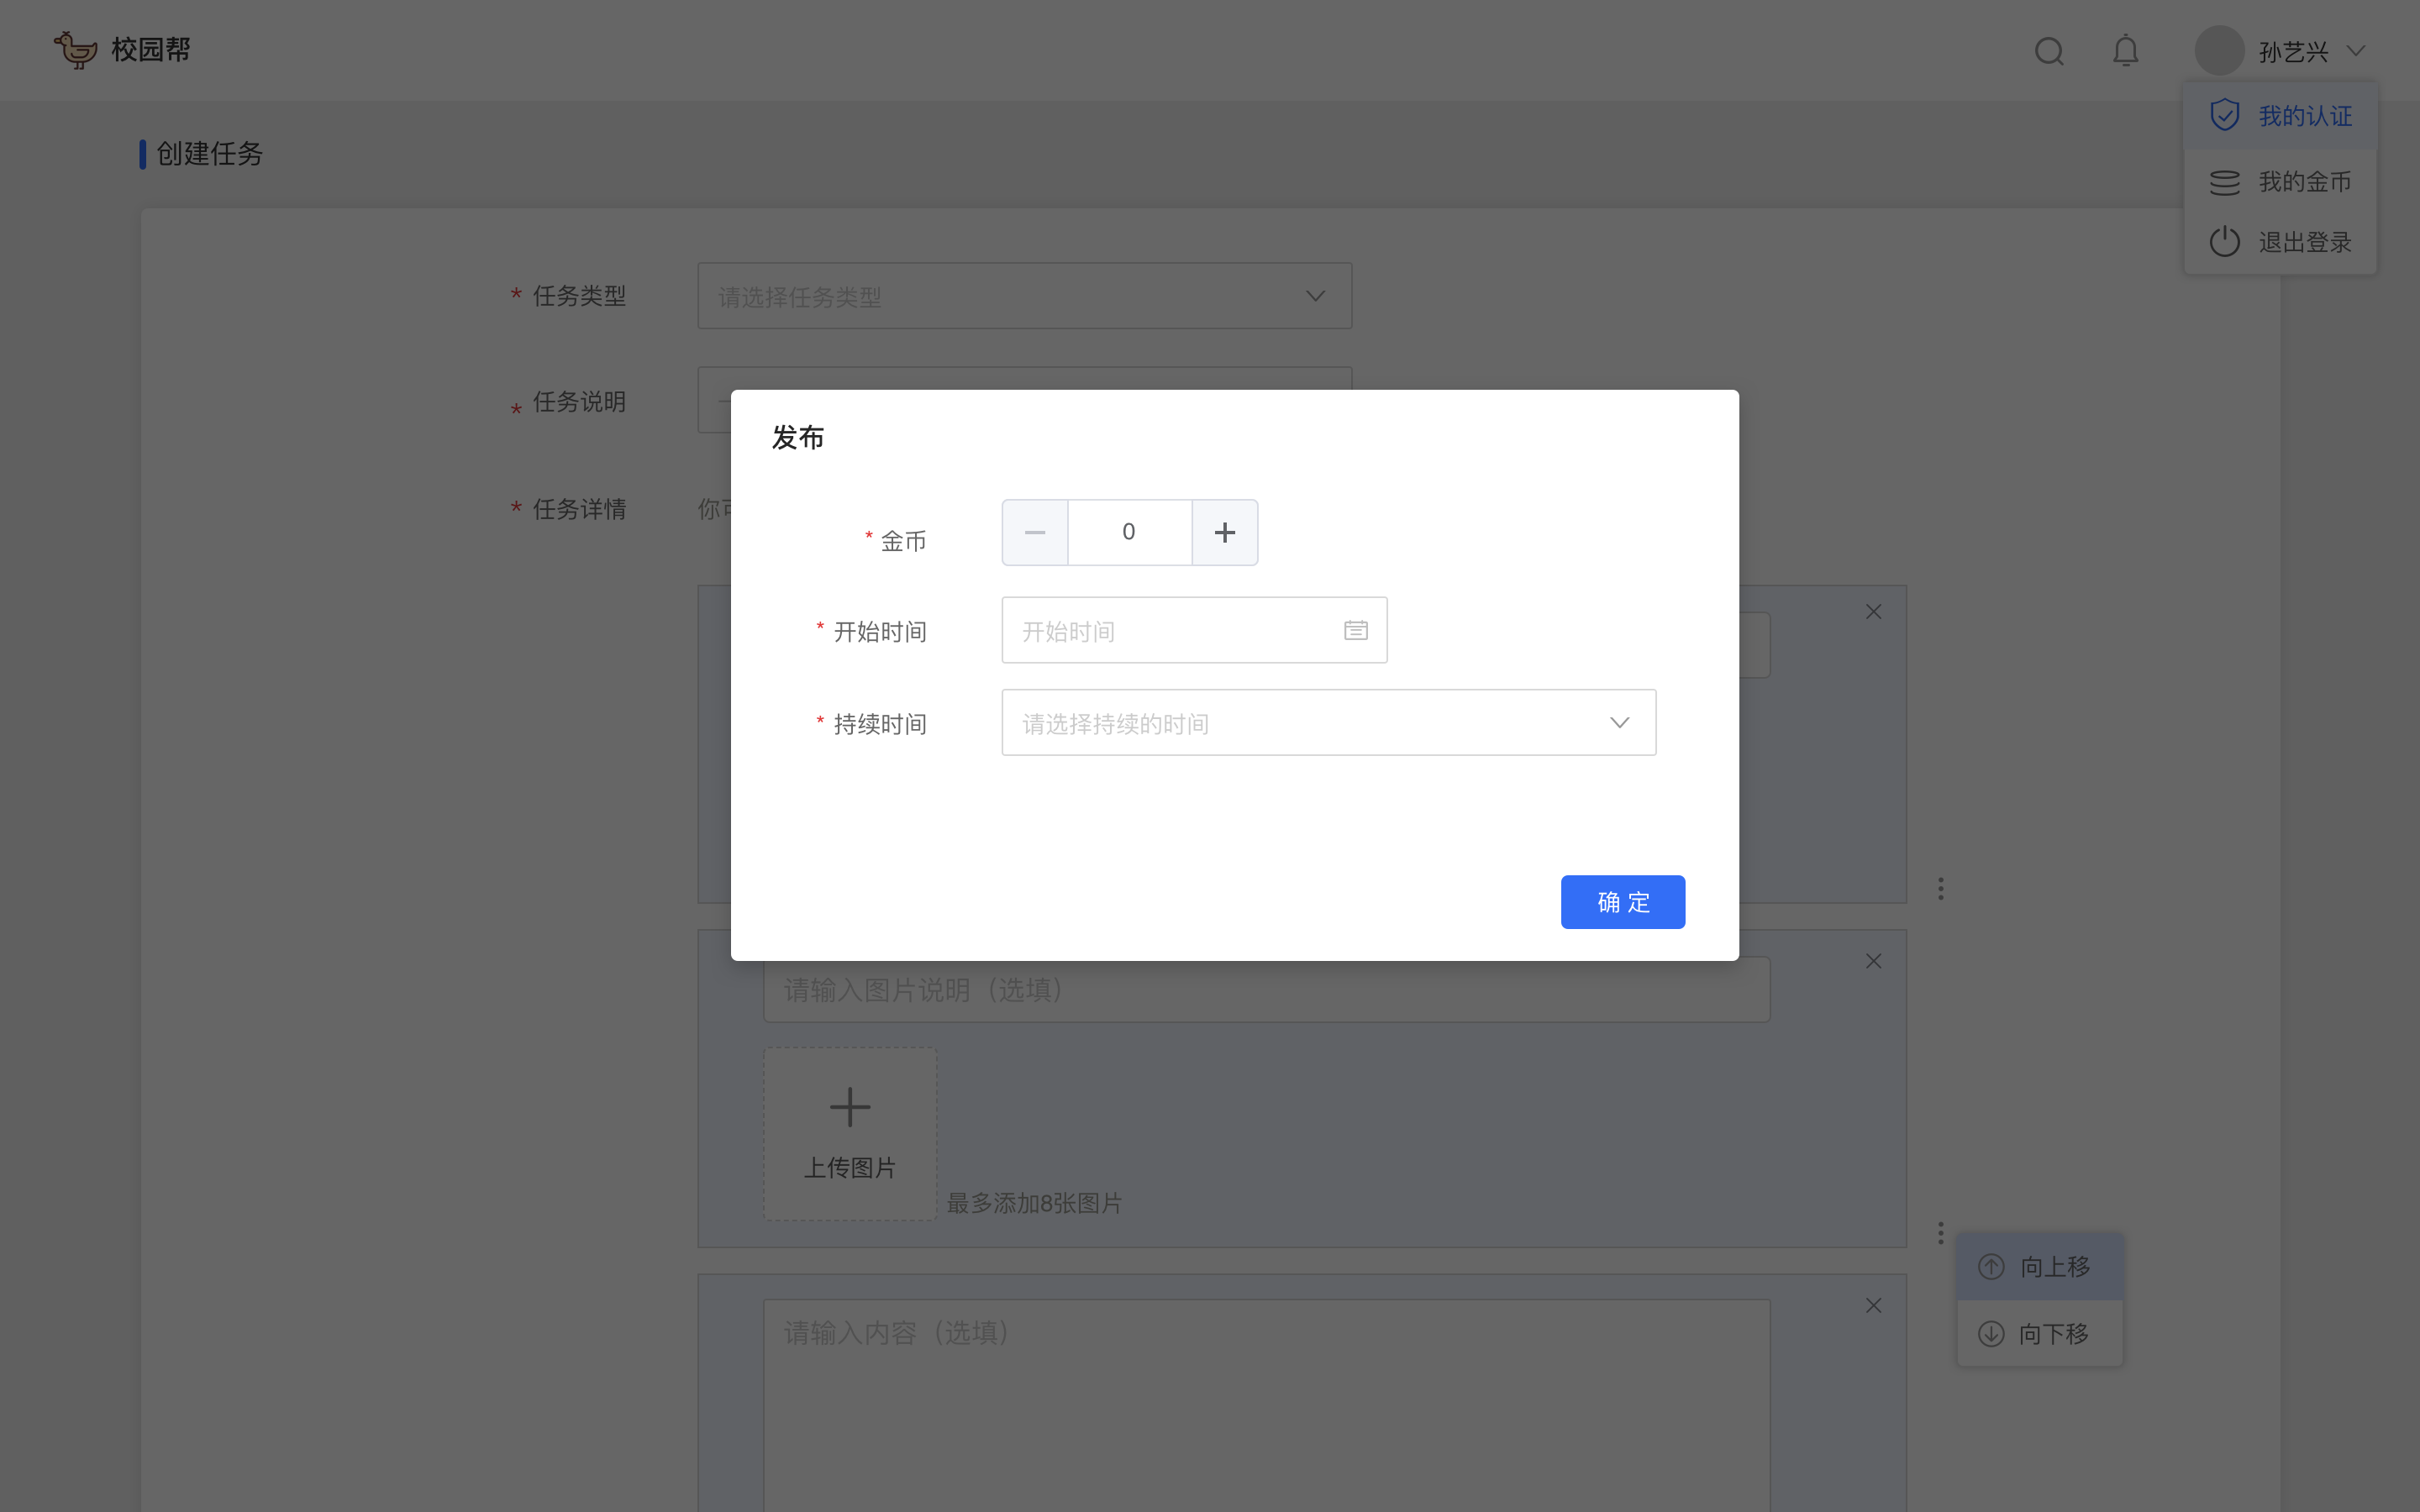 校园帮
孙艺兴
我的认证
我的金币
退出登录
创建任务
* 任务类型
请选择任务类型
* 任务说明
* 任务详情
你可
发布
* 金币
0
* 开始时间
开始时间
* 持续时间
请选择持续的时间
确 定
请输入图片说明（选填）
上传图片
最多添加8张图片
向上移
向下移
请输入内容（选填）